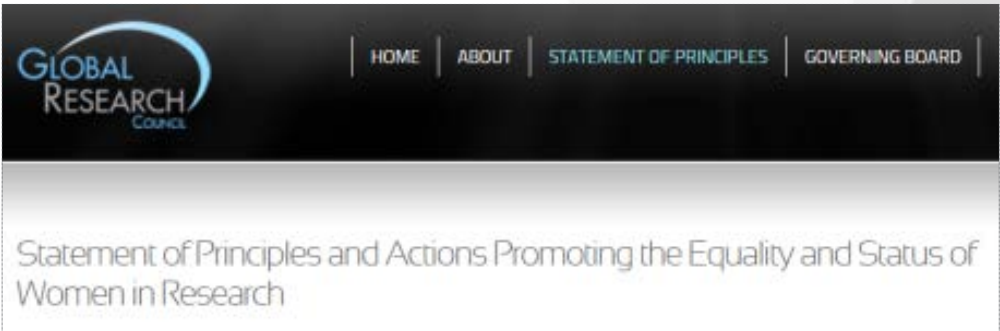 GLOBAL
RESEARCH
COUNCIL
HOME ABOUT STATEMENT OF PRINCIPLES GOVERNING BOARD
Statement of Principles and Actions Promoting the Equality and Status of
Women in Research